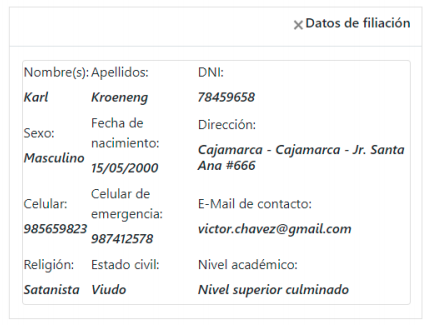 × Datos de filiación
Nombre(s): Apellidos: DNI:
Karl Kroeneng 78459658
Sexo: Fecha de nacimiento: Dirección:
Masculino 15/05/2000 Cajamarca - Cajamarca - Jr. Santa
Ana #666
Celular: Celular de emergencia: E-Mail de contacto:
985659823 987412578 victor.chavez@gmail.com
Religión: Estado civil: Nivel académico:
Satanista Viudo Nivel superior culminado